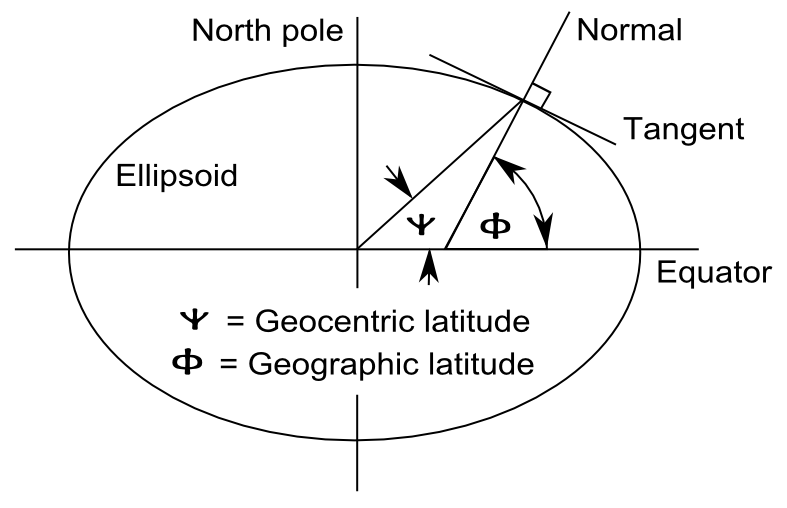 North pole
Normal
Tangent
Ellipsoid
Ψ
Φ
Equator
Ψ = Geocentric latitude
Φ = Geographic latitude